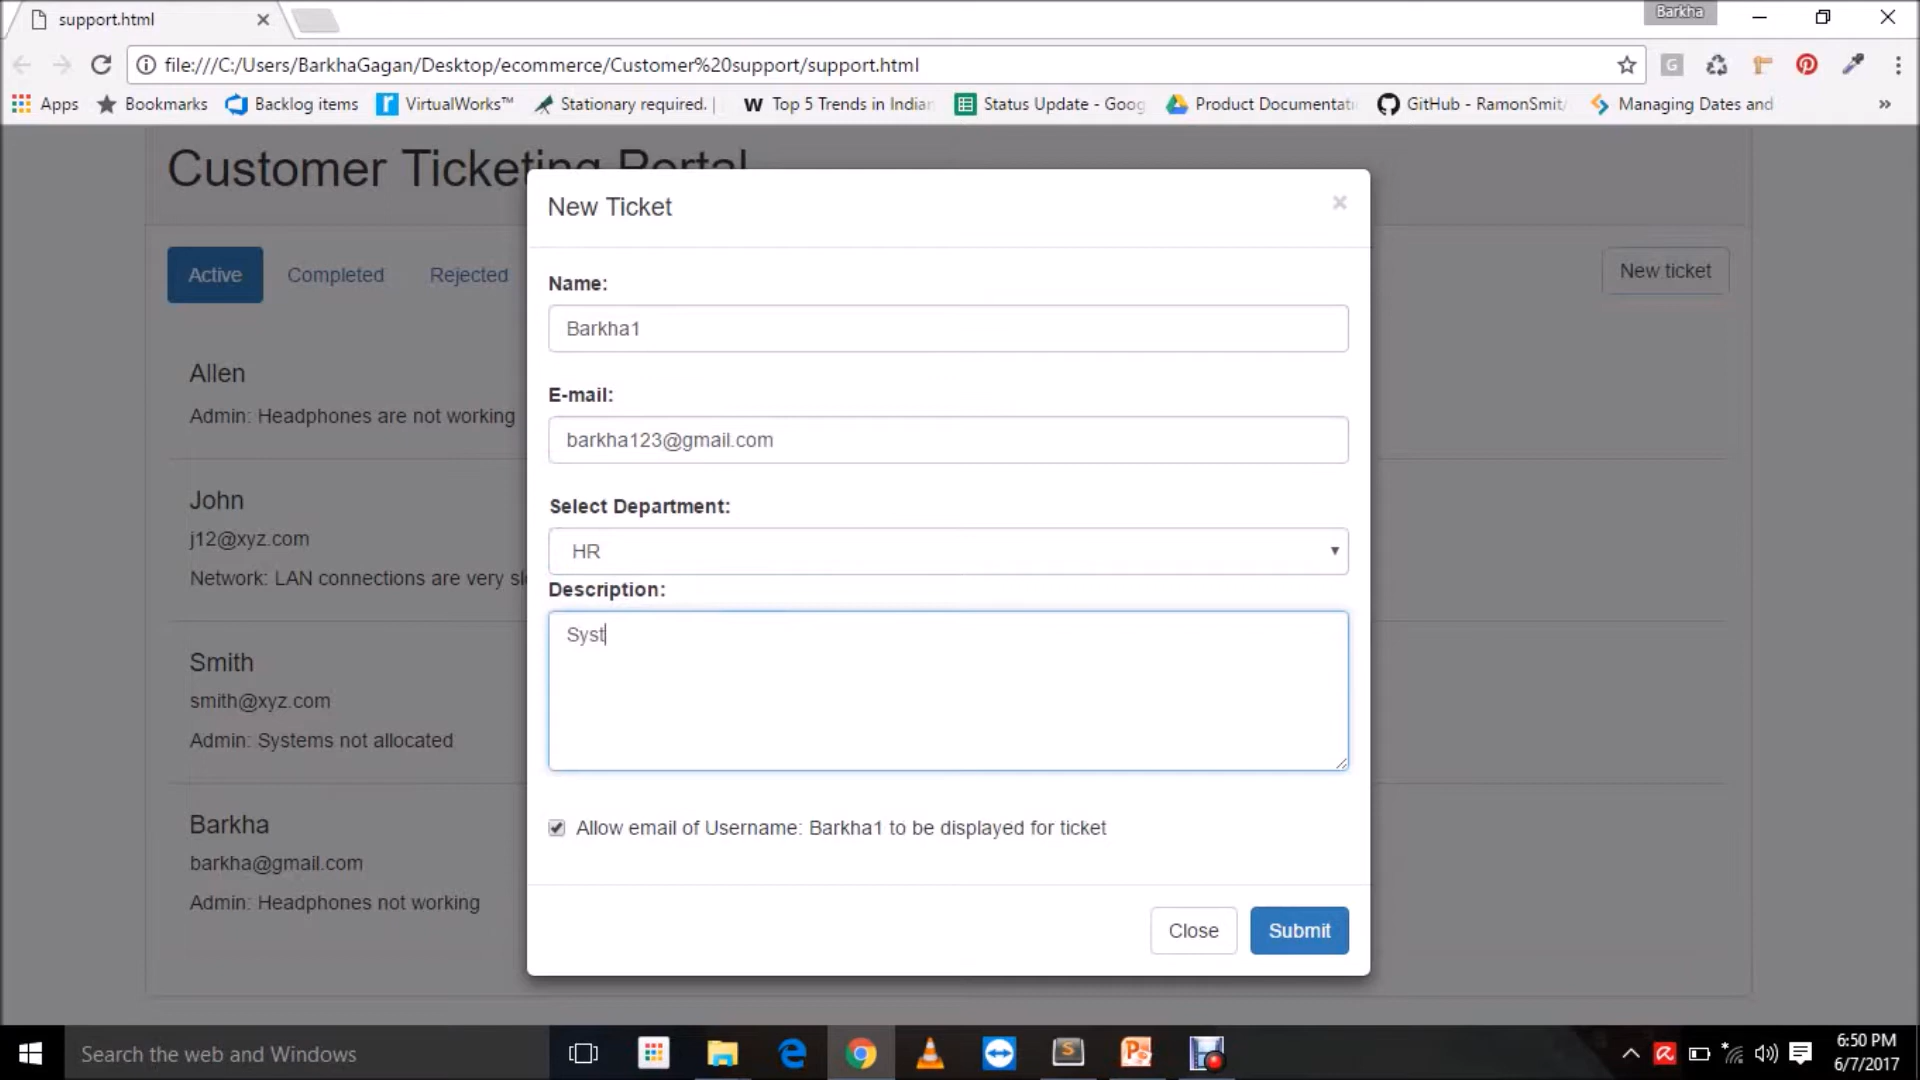 support.html
Barkha
file:///C:/Users/BarkhaGagan/Desktop/ecommerce/Customer%20support/support.html
Apps Bookmarks Backlog items VirtualWorks™ Stationary required. | Top 5 Trends in Indian Status Update - Goog Product Documentati GitHub - RamonSmit/ Managing Dates and »
Customer Ticketing Portal
New Ticket
Active Completed Rejected
New ticket
Name:
Barkha1
E-mail:
barkha123@gmail.com
Select Department:
HR
Description:
Syst
Allow email of Username: Barkha1 to be displayed for ticket
Close Submit
Allen
Admin: Headphones are not working
John
j12@xyz.com
Network: LAN connections are very sl
Smith
smith@xyz.com
Admin: Systems not allocated
Barkha
barkha@gmail.com
Admin: Headphones not working
Search the web and Windows
6:50 PM
6/7/2017